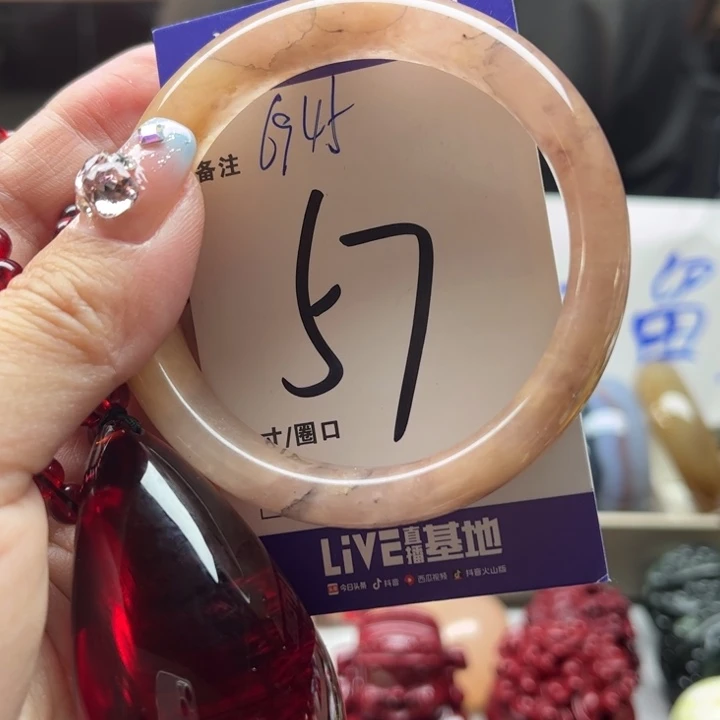 备注 6945
57
寸/圈口
LiVE直播基地
今日头条 抖音 西瓜视频 抖音火山版